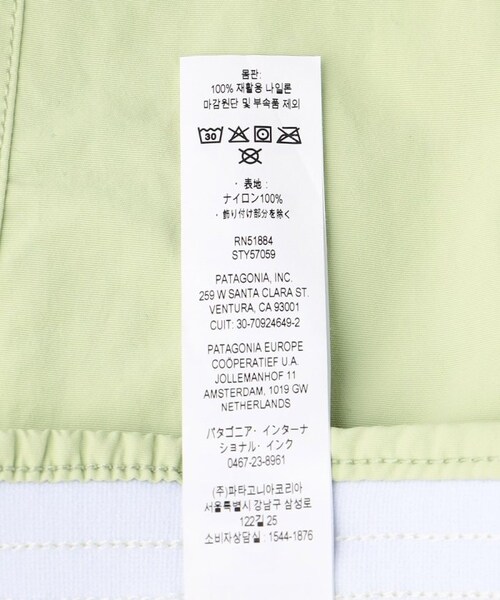 몸판:
100% 재활용 나일론
마감원단 및 부속품 제외
30
・表地:
ナイロン100%
・飾り付け部分を除く
RN51884
STY57059
PATAGONIA, INC.
259 W SANTA CLARA ST.
VENTURA, CA 93001
CUIT: 30-70924649-2
PATAGONIA EUROPE
COÖPERATIEF U.A.
JOLLEMANHOF 11
AMSTERDAM, 1019 GW
NETHERLANDS
パタゴニア・インターナ
ショナル・インク
0467-23-8961
(주)파타고니아코리아
서울특별시 강남구 삼성로
122길 25
소비자상담실 : 1544-1876